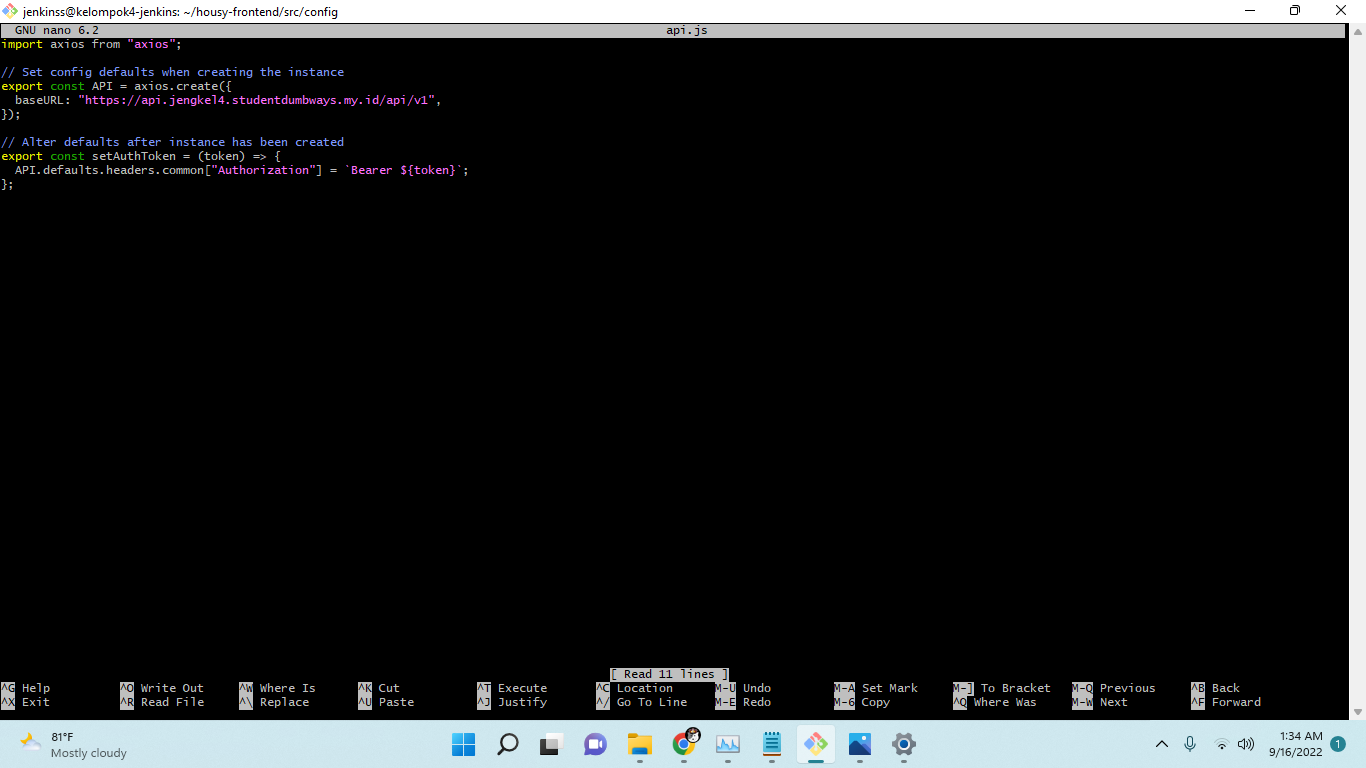 jenkinss@kelompok4-jenkins: ~/housy-frontend/src/config
GNU nano 6.2 api.js
import axios from "axios";
// Set config defaults when creating the instance
export const API = axios.create({
  baseURL: "https://api.jengkel4.studentdumbways.my.id/api/v1",
});
// Alter defaults after instance has been created
export const setAuthToken = (token) => {
  API.defaults.headers.common["Authorization"] = `Bearer ${token}`;
};
[ Read 11 lines ]
^G Help ^O Write Out ^W Where Is ^K Cut ^T Execute ^C Location M-U Undo M-A Set Mark M-] To Bracket M-Q Previous ^B Back
^X Exit ^R Read File ^\ Replace ^U Paste ^J Justify ^/ Go To Line M-E Redo M-6 Copy ^Q Where Was M-W Next ^F Forward
81°F
Mostly cloudy
1:34 AM
9/16/2022
1